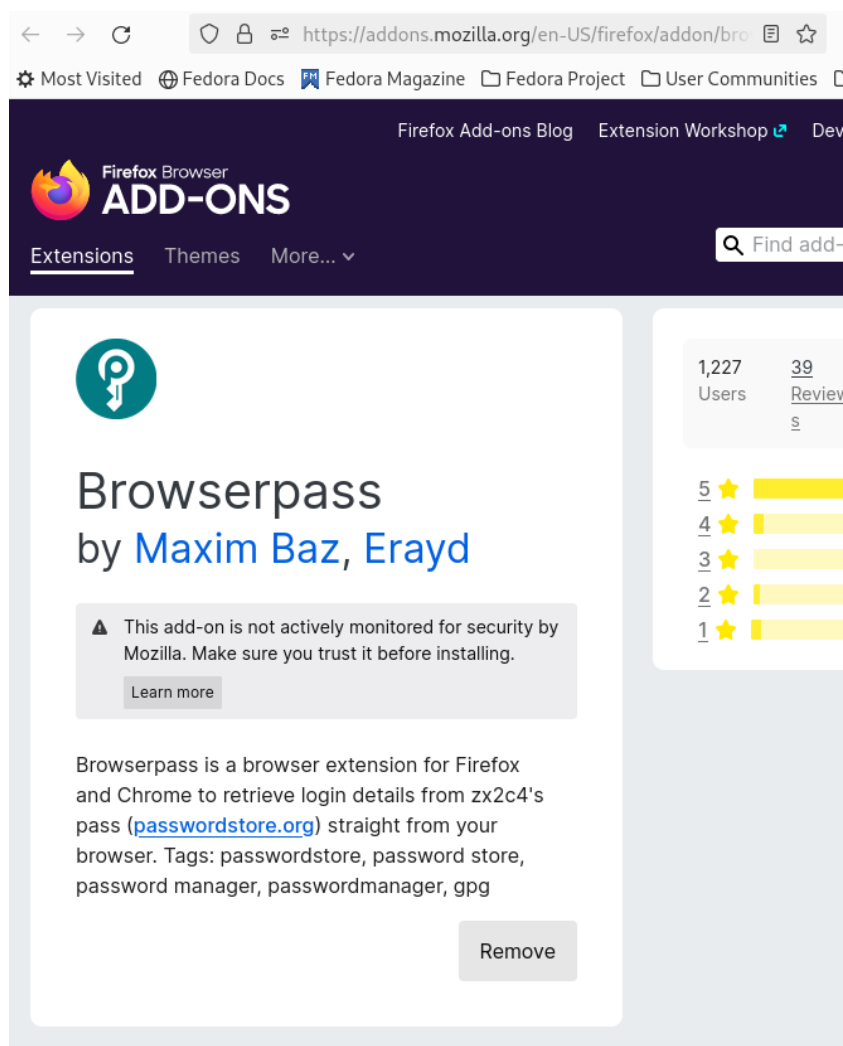 https://addons.mozilla.org/en-US/firefox/addon/bro
Most Visited Fedora Docs Fedora Magazine Fedora Project User Communities
Firefox Add-ons Blog Extension Workshop Dev
Firefox Browser
ADD-ONS
Extensions Themes More...
Find add-
Browserpass
by Maxim Baz, Erayd
This add-on is not actively monitored for security by
Mozilla. Make sure you trust it before installing.
Learn more
Browserpass is a browser extension for Firefox
and Chrome to retrieve login details from zx2c4's
pass (passwordstore.org) straight from your
browser. Tags: passwordstore, password store,
password manager, passwordmanager, gpg
Remove
1,227 39
Users Review
s
5
4
3
2
1